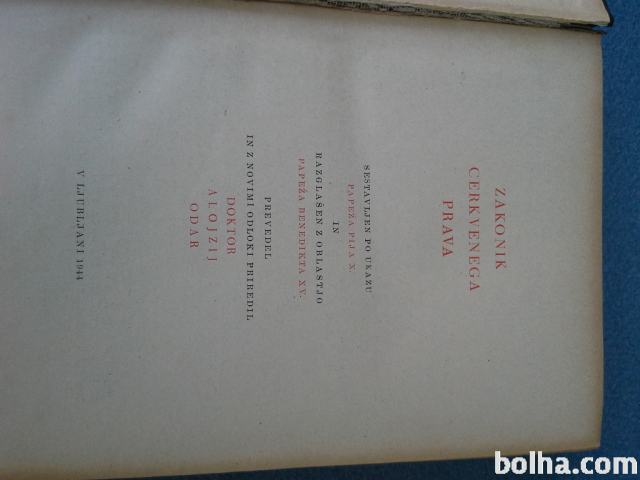 ZAKONIK
CERKVENEGA
PRAVA
SESTAVLJEN PO UKAZU
PAPEŽA PIJA X.
IN
RAZGLAŠEN Z OBLASTJO
PAPEŽA BENEDIKTA XV.
PREVEDEL
IN Z NOVIMI ODLOKI PRIREDIL
DOKTOR
ALOJZIJ
ODAR
V LJUBLJANI 1944
bolha.com